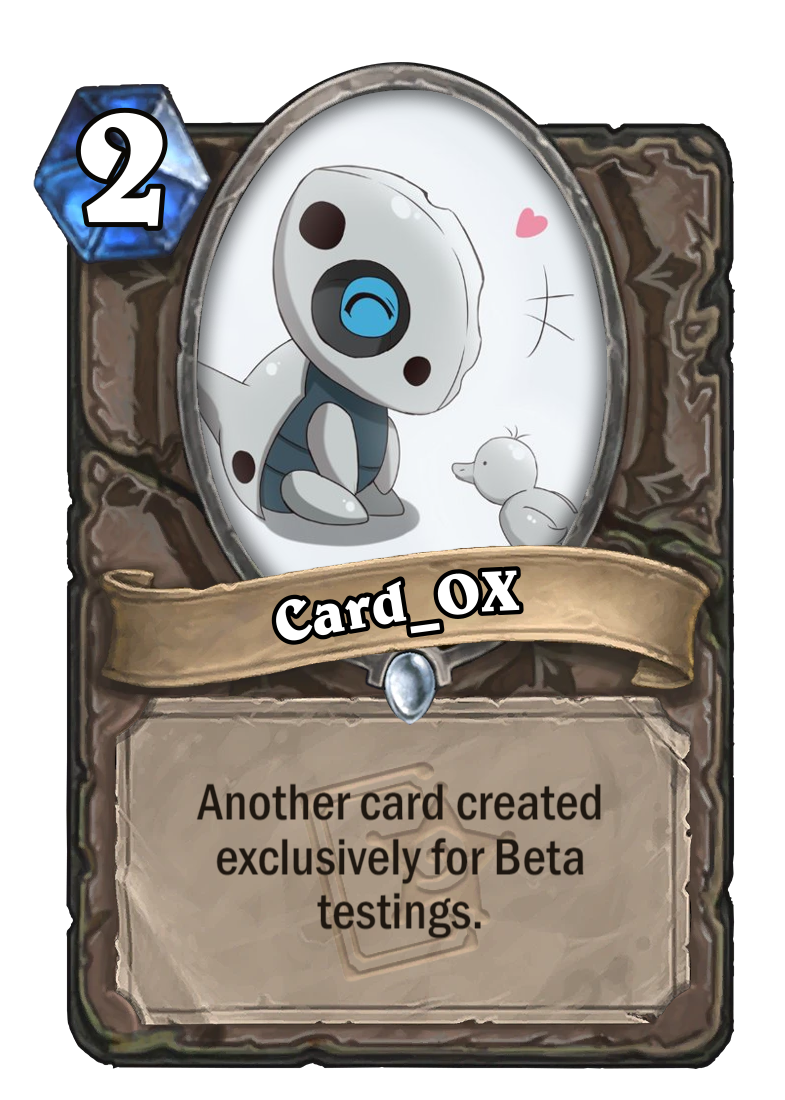 2
Card_OX
Another card created
exclusively for Beta
testings.